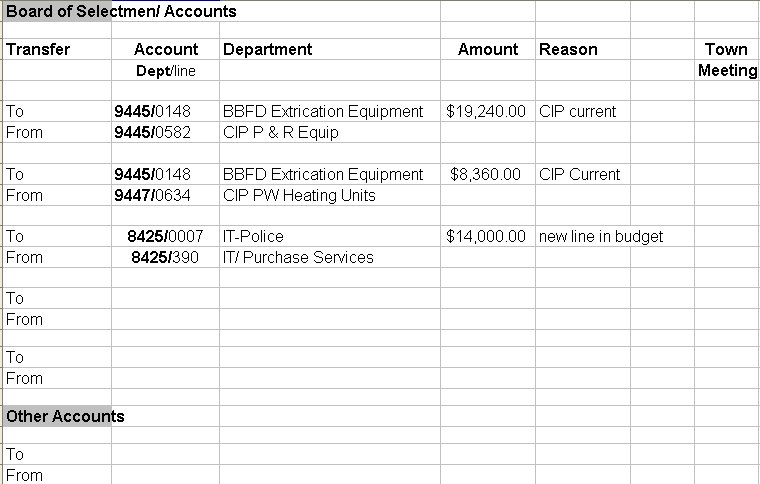 Board of Selectmen/ Accounts
Transfer Account Department Amount Reason Town
Dept/line Meeting
To 9445/0148 BBFD Extrication Equipment $19,240.00 CIP current
From 9445/0582 CIP P & R Equip
To 9445/0148 BBFD Extrication Equipment $8,360.00 CIP Current
From 9447/0634 CIP PW Heating Units
To 8425/0007 IT-Police $14,000.00 new line in budget
From 8425/390 IT/ Purchase Services
To
From
To
From
Other Accounts
To
From